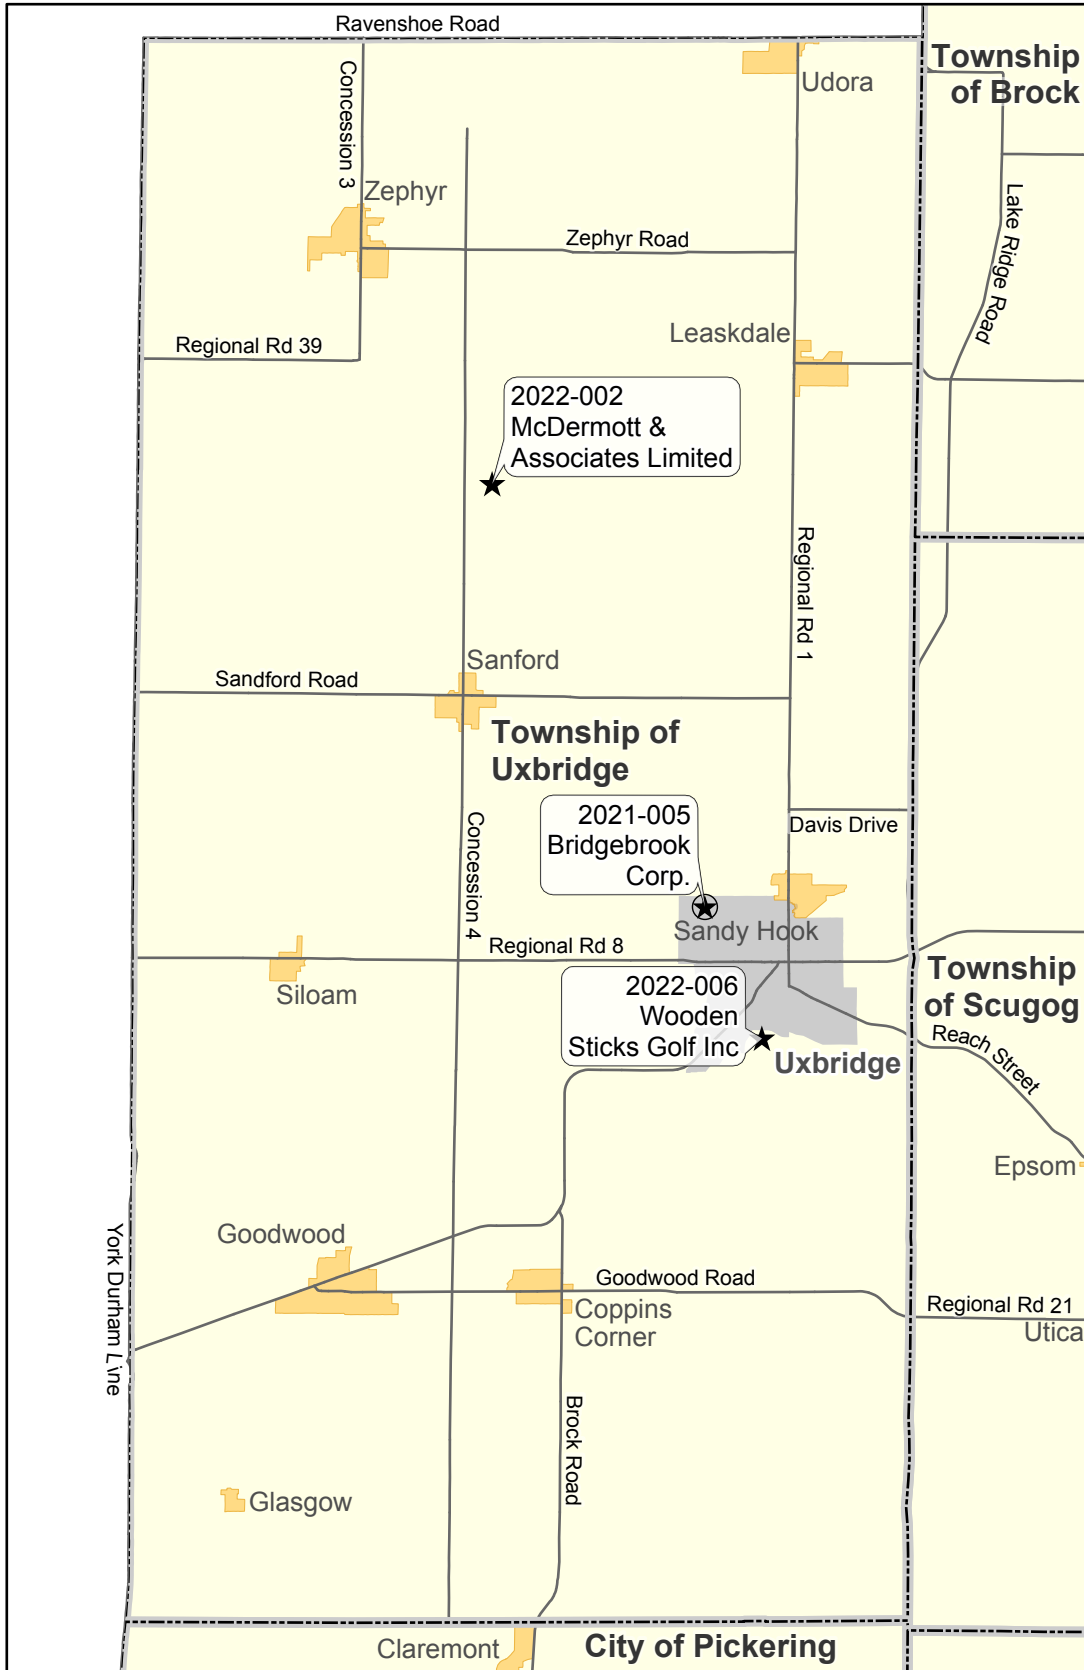 Ravenshoe Road
Township
of Brock
Udora
Concession 3
Zephyr
Lake Ridge Road
Zephyr Road
Leaskdale
Regional Rd 39
2022-002
McDermott &
Associates Limited
Regional Rd 1
Sanford
Sandford Road
Township of
Uxbridge
2021-005
Bridgebrook
Corp.
Davis Drive
Concession 4
Sandy Hook
Regional Rd 8
Siloam
Township
of Scugog
2022-006
Wooden
Sticks Golf Inc
Uxbridge
Reach Street
Epsom
York Durham Line
Goodwood
Goodwood Road
Coppins
Corner
Regional Rd 21
Utica
Brock Road
Glasgow
Claremont
City of Pickering